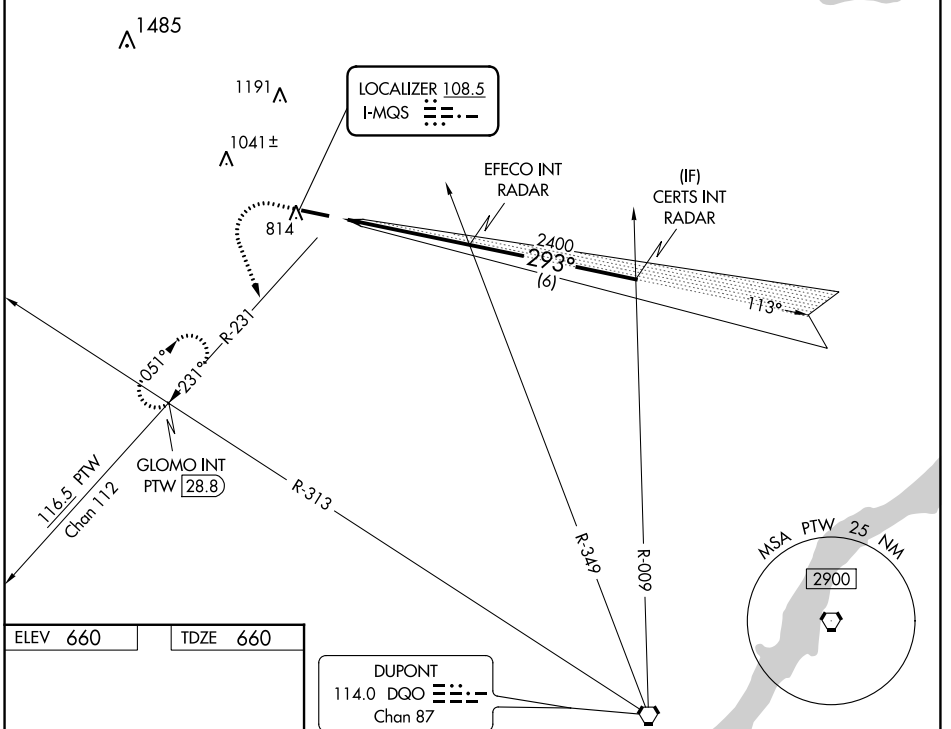 1485
1191
1041±
LOCALIZER 108.5
I-MQS
814
EFECO INT
RADAR
(IF)
CERTS INT
RADAR
2400
293°
(6)
113°
R-231
051°
231°
GLOMO INT
PTW 28.8
116.5 PTW
Chan 112
R-313
R-349
R-009
MSA PTW 25 NM
2900
ELEV 660
TDZE 660
DUPONT
114.0 DQO
Chan 87